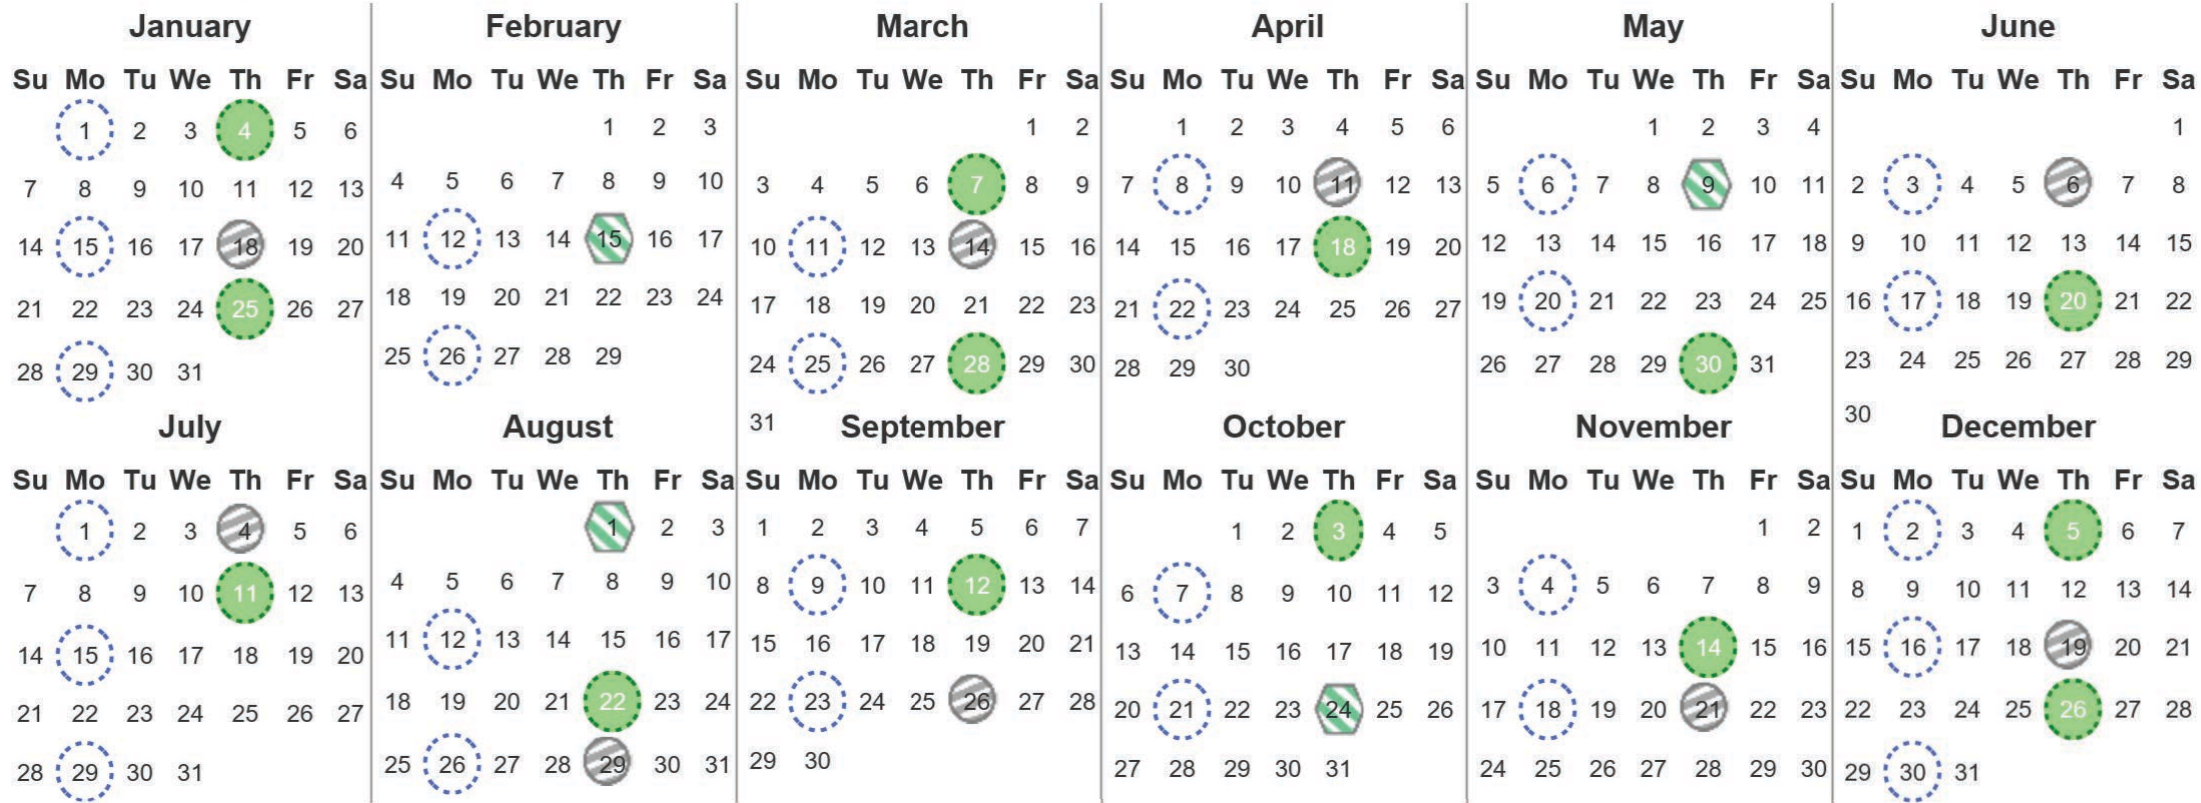 January February March April May June
Su Mo Tu We Th Fr Sa Su Mo Tu We Th Fr Sa Su Mo Tu We Th Fr Sa Su Mo Tu We Th Fr Sa Su Mo Tu We Th Fr Sa Su Mo Tu We Th Fr Sa
1 2 3 4 5 6 1 2 3 1 2 1 2 3 4 5 6 1 2 3 4 1
7 8 9 10 11 12 13 4 5 6 7 8 9 10 3 4 5 6 7 8 9 7 8 9 10 11 12 13 5 6 7 8 9 10 11 2 3 4 5 6 7 8
14 15 16 17 18 19 20 11 12 13 14 15 16 17 10 11 12 13 14 15 16 14 15 16 17 18 19 20 12 13 14 15 16 17 18 9 10 11 12 13 14 15
21 22 23 24 25 26 27 18 19 20 21 22 23 24 17 18 19 20 21 22 23 21 22 23 24 25 26 27 19 20 21 22 23 24 25 16 17 18 19 20 21 22
28 29 30 31 25 26 27 28 29 24 25 26 27 28 29 30 28 29 30 26 27 28 29 30 31 23 24 25 26 27 28 29
31 30
July August September October November December
Su Mo Tu We Th Fr Sa Su Mo Tu We Th Fr Sa Su Mo Tu We Th Fr Sa Su Mo Tu We Th Fr Sa Su Mo Tu We Th Fr Sa Su Mo Tu We Th Fr Sa
1 2 3 4 5 6 1 2 3 1 2 3 4 5 6 7 1 2 3 4 5 1 2 1 2 3 4 5 6 7
7 8 9 10 11 12 13 4 5 6 7 8 9 10 8 9 10 11 12 13 14 6 7 8 9 10 11 12 3 4 5 6 7 8 9 8 9 10 11 12 13 14
14 15 16 17 18 19 20 11 12 13 14 15 16 17 15 16 17 18 19 20 21 13 14 15 16 17 18 19 10 11 12 13 14 15 16 15 16 17 18 19 20 21
21 22 23 24 25 26 27 18 19 20 21 22 23 24 22 23 24 25 26 27 28 20 21 22 23 24 25 26 17 18 19 20 21 22 23 22 23 24 25 26 27 28
28 29 30 31 25 26 27 28 29 30 31 29 30 27 28 29 30 31 24 25 26 27 28 29 30 29 30 31